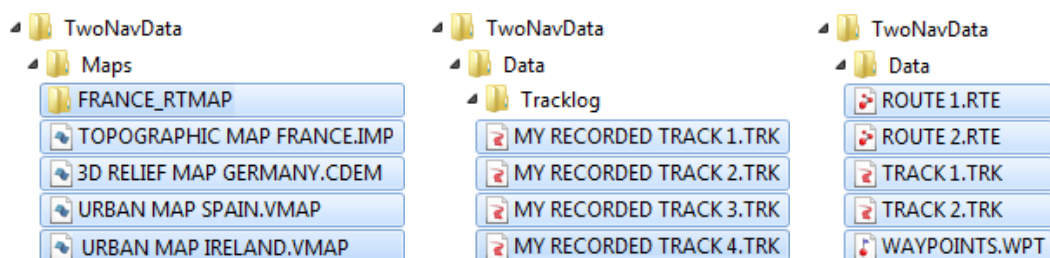 TwoNavData
Maps
FRANCE_RTMAP
TOPOGRAPHIC MAP FRANCE.IMP
3D RELIEF MAP GERMANY.CDEM
URBAN MAP SPAIN.VMAP
URBAN MAP IRELAND.VMAP
TwoNavData
Data
Tracklog
MY RECORDED TRACK 1.TRK
MY RECORDED TRACK 2.TRK
MY RECORDED TRACK 3.TRK
MY RECORDED TRACK 4.TRK
TwoNavData
Data
ROUTE 1.RTE
ROUTE 2.RTE
TRACK 1.TRK
TRACK 2.TRK
WAYPOINTS.WPT